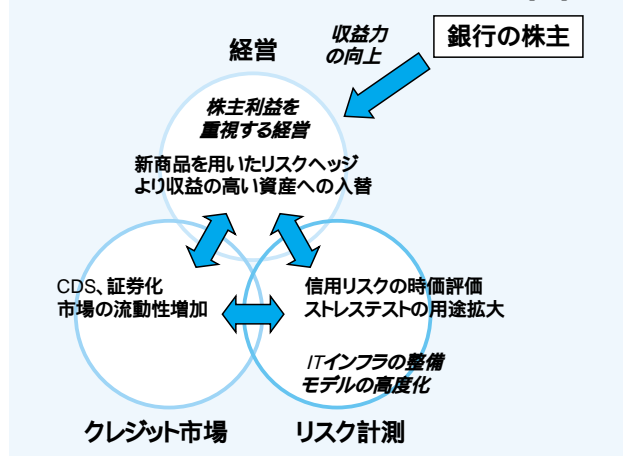 収益力
の向上
銀行の株主
経営
株主利益を
重視する経営
新商品を用いたリスクヘッジ
より収益の高い資産への入替
CDS、証券化
市場の流動性増加
信用リスクの時価評価
ストレステストの用途拡大
ITインフラの整備
モデルの高度化
クレジット市場
リスク計測